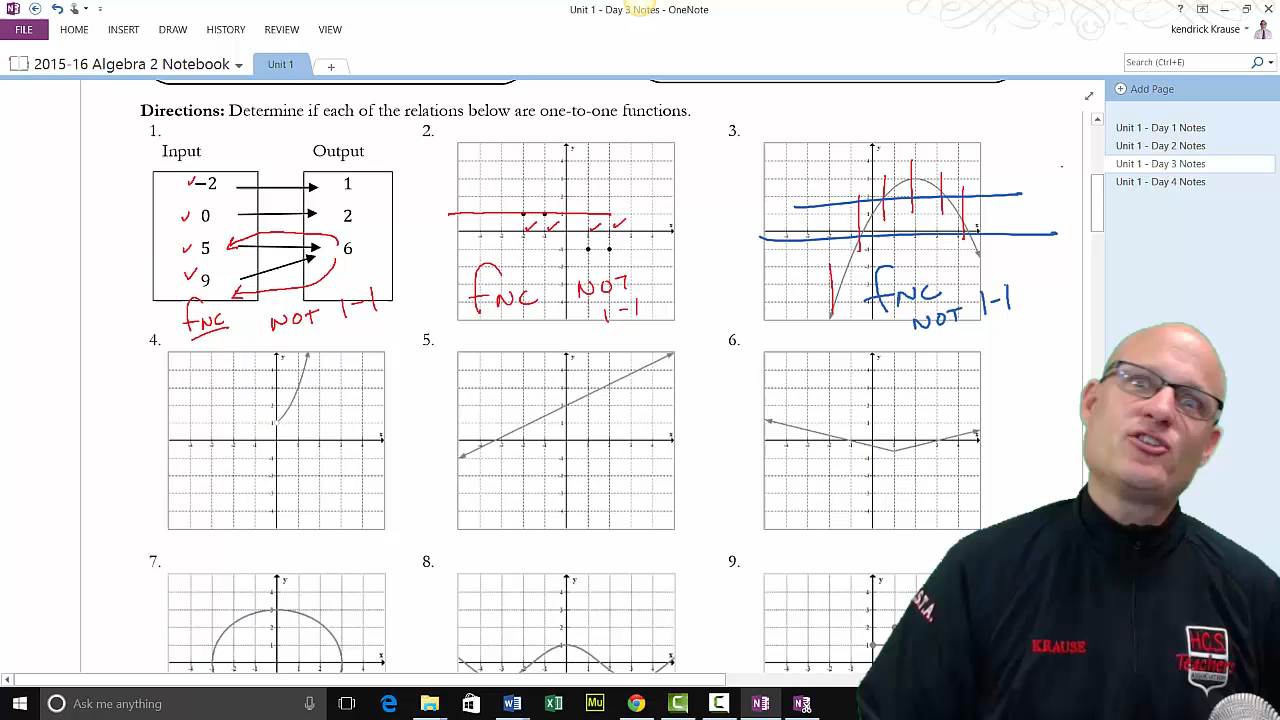 Unit 1 - Day 3 Notes - OneNote
FILE HOME INSERT DRAW HISTORY REVIEW VIEW
kendrick Krause
2015-16 Algebra 2 Notebook
Unit 1
Search (Ctrl+E)
Add Page
Unit 1 - Day 1 Notes
Unit 1 - Day 2 Notes
Unit 1 - Day 3 Notes
Unit 1 - Day 4 Notes
Directions: Determine if each of the relations below are one-to-one functions.
1. 2. 3.
Input Output
-2 1
0 2
5 6
9
fNC NOT 1-1
fNC NOT 1-1
fNC NOT 1-1
4. 5. 6.
7. 8. 9.
S.T.A.
KRAUSE
H.C.S.
Teachers
ASSOCIATION
Ask me anything
Mu